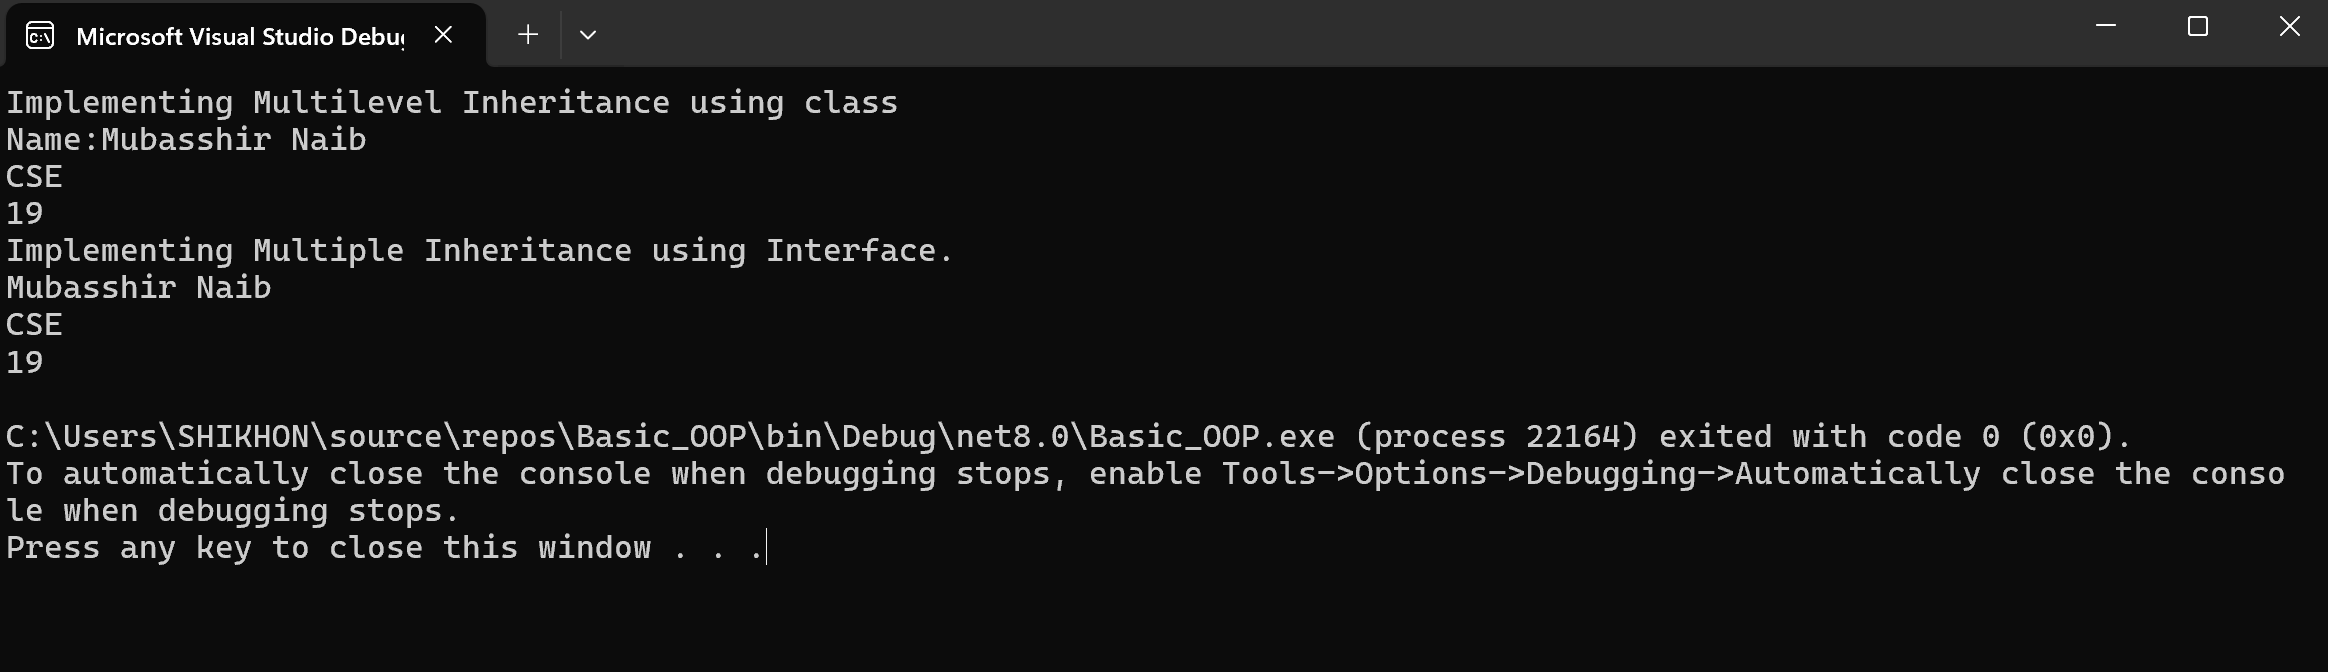 Microsoft Visual Studio Debug
Implementing Multilevel Inheritance using class
Name:Mubasshir Naib
CSE
19
Implementing Multiple Inheritance using Interface.
Mubasshir Naib
CSE
19
C:\Users\SHIKHON\source\repos\Basic_OOP\bin\Debug\net8.0\Basic_OOP.exe (process 22164) exited with code 0 (0x0).
To automatically close the console when debugging stops, enable Tools->Options->Debugging->Automatically close the conso
le when debugging stops.
Press any key to close this window . . .